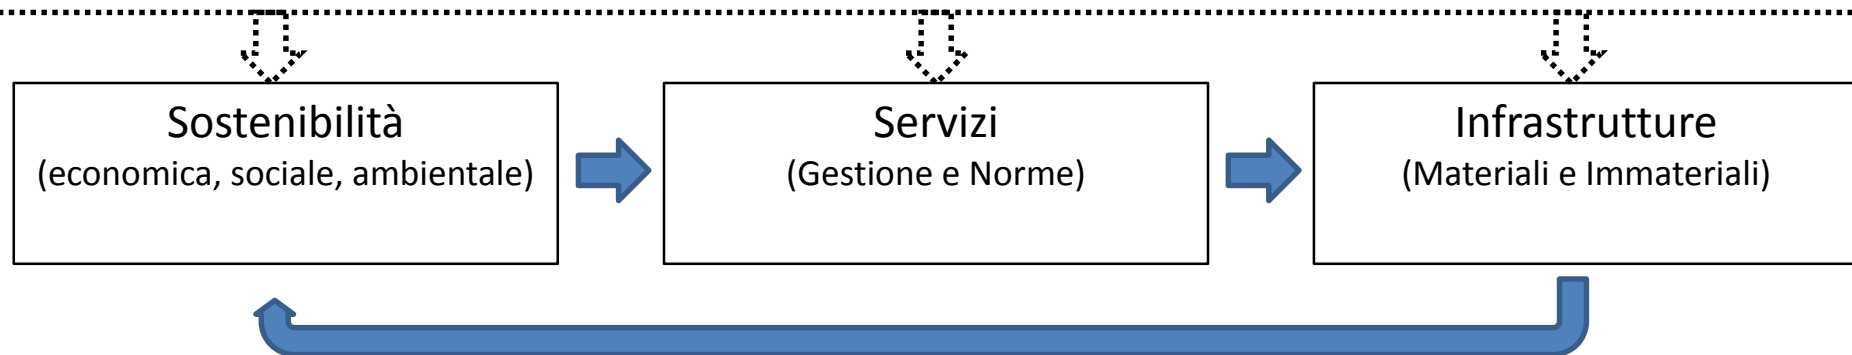 Sostenibilità
(economica, sociale, ambientale)
Servizi
(Gestione e Norme)
Infrastrutture
(Materiali e Immateriali)